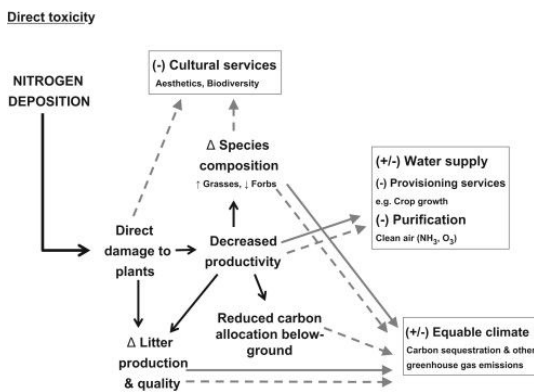 Direct toxicity
(-) Cultural services
Aesthetics, Biodiversity
NITROGEN
DEPOSITION
Δ Species
composition
↑ Grasses, ↓ Forbs
(+/-) Water supply
(-) Provisioning services
e.g. Crop growth
(-) Purification
Clean air (NH3, O3)
Direct
damage to
plants
Decreased
productivity
Reduced carbon
allocation below-
ground
Δ Litter
production
& quality
(+/-) Equable climate
Carbon sequestration & other
greenhouse gas emissions